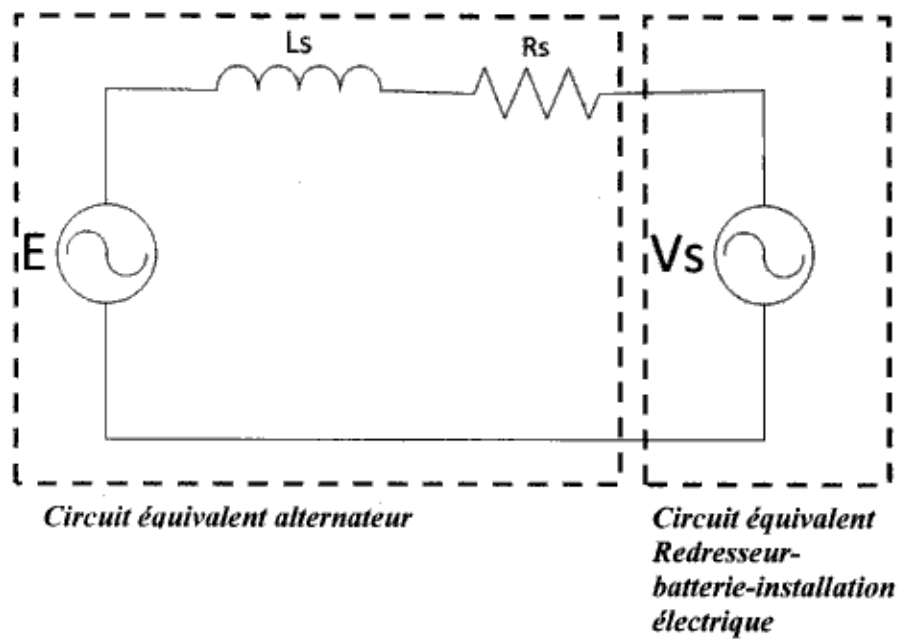 Ls
Rs
E
Vs
Circuit équivalent alternateur
Circuit équivalent
Redresseur-
batterie-installation
électrique